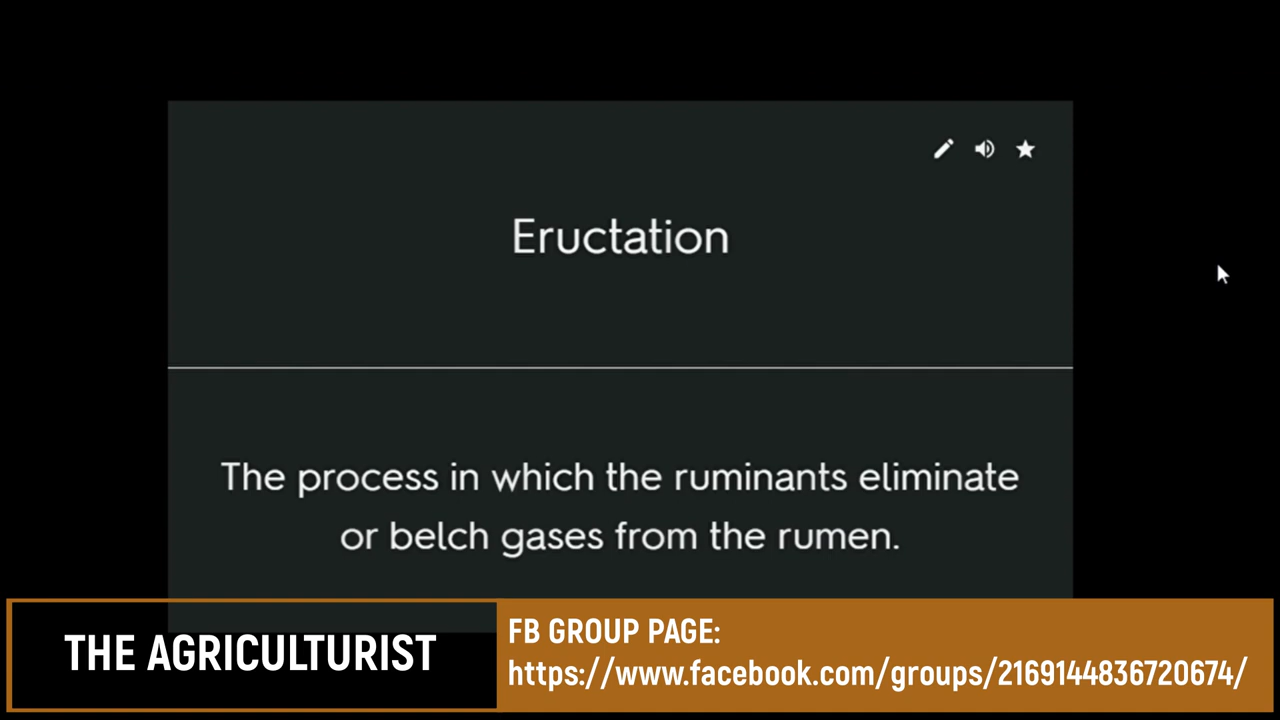 Eructation
The process in which the ruminants eliminate
or belch gases from the rumen.
THE AGRICULTURIST
FB GROUP PAGE:
https://www.facebook.com/groups/2169144836720674/